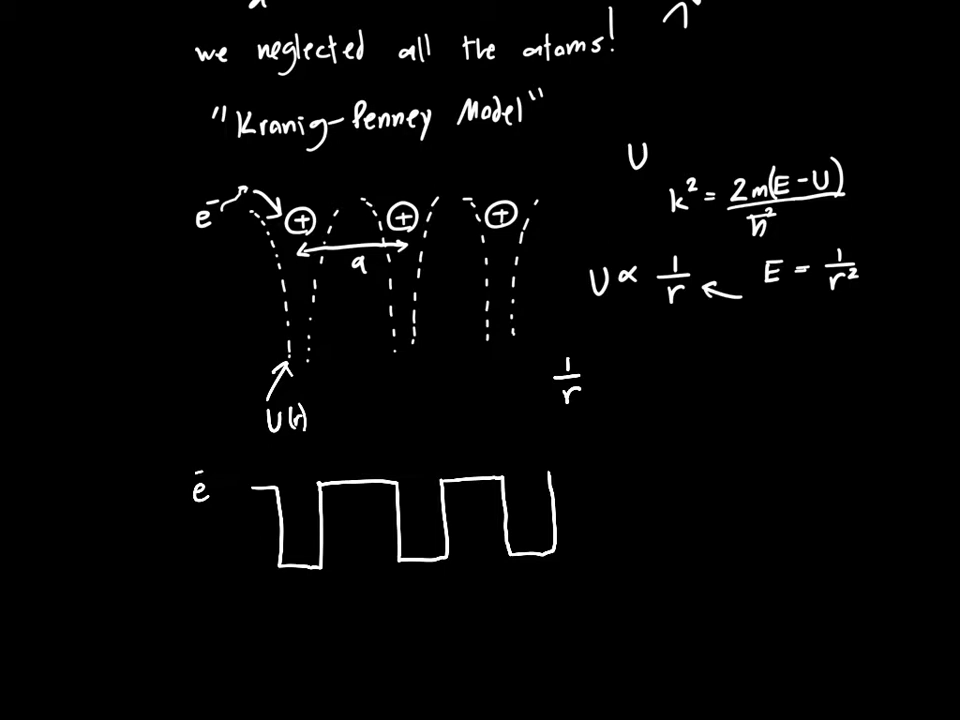 we neglected all the atoms!
"Kranig-Penney Model"
U
k² = 2m(E-U)/ħ²
e⁻ + + +
a
U ∝ 1/r ← E = 1/r²
1/r
U(r)
e⁻